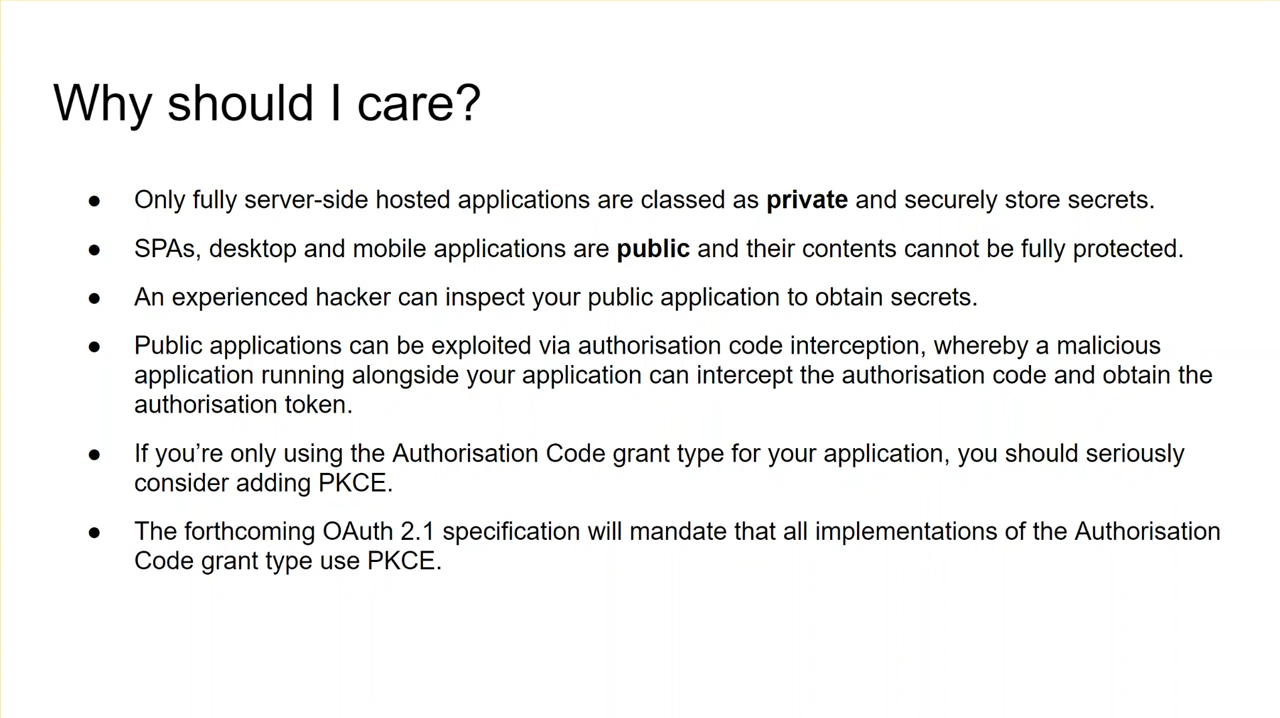 Why should I care?
● Only fully server-side hosted applications are classed as private and securely store secrets.
● SPAs, desktop and mobile applications are public and their contents cannot be fully protected.
● An experienced hacker can inspect your public application to obtain secrets.
● Public applications can be exploited via authorisation code interception, whereby a malicious
application running alongside your application can intercept the authorisation code and obtain the
authorisation token.
● If you’re only using the Authorisation Code grant type for your application, you should seriously
consider adding PKCE.
● The forthcoming OAuth 2.1 specification will mandate that all implementations of the Authorisation
Code grant type use PKCE.